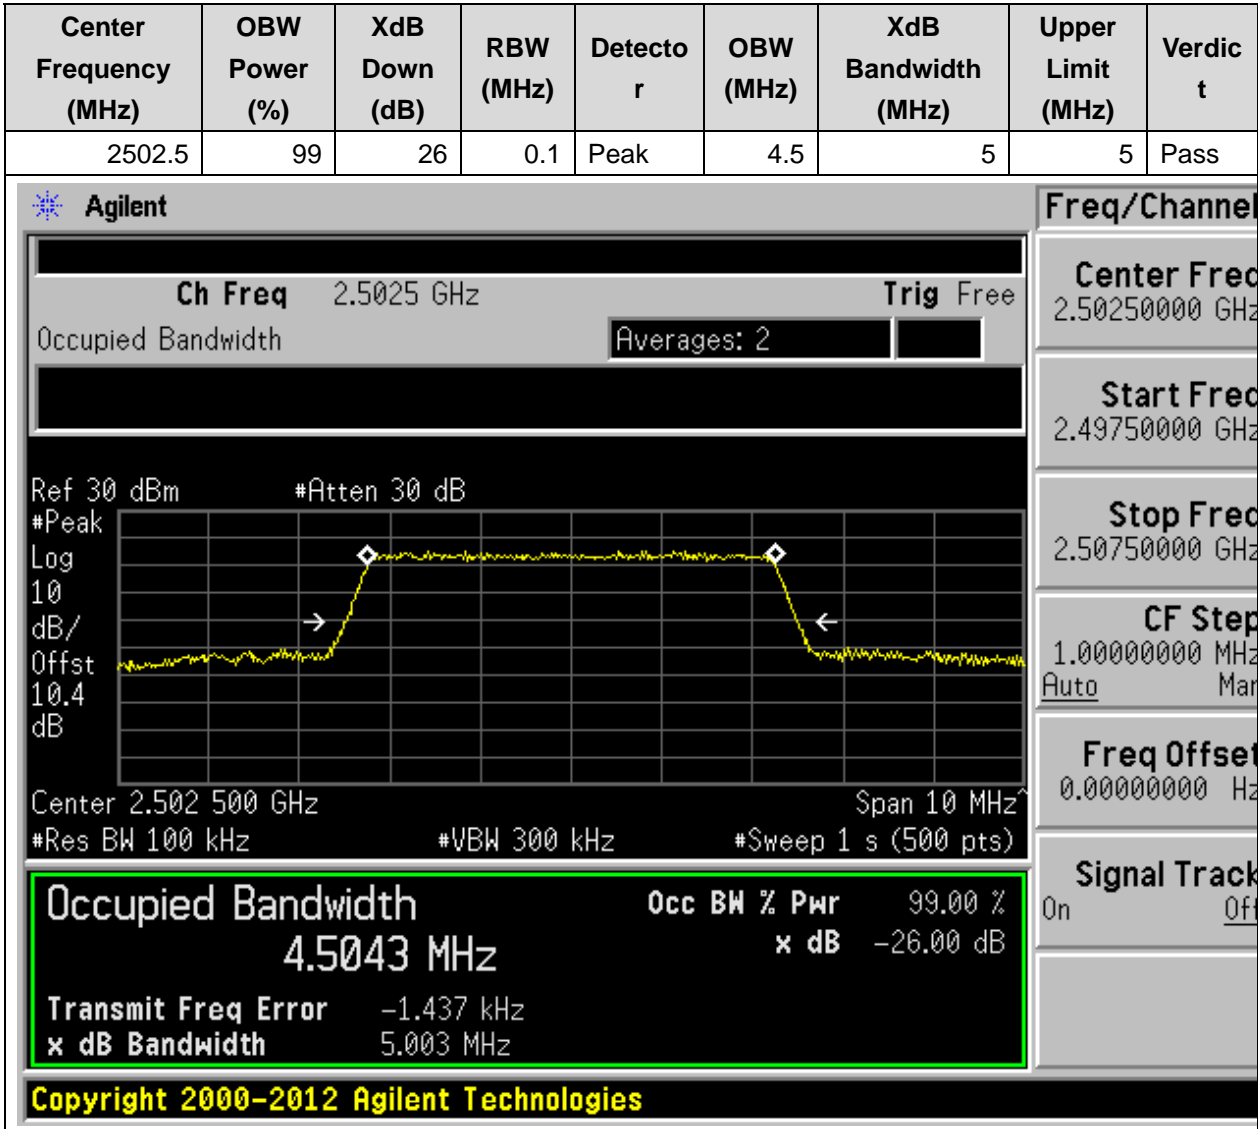 Center Frequency (MHz) OBW Power (%) XdB Down (dB) RBW (MHz) Detecto r OBW (MHz) XdB Bandwidth (MHz) Upper Limit (MHz) Verdic t
2502.5 99 26 0.1 Peak 4.5 5 5 Pass
Agilent
Freq/Channel
Ch Freq 2.5025 GHz Trig Free
Occupied Bandwidth Averages: 2
Center Freq
2.50250000 GHz
Start Freq
2.49750000 GHz
Stop Freq
2.50750000 GHz
CF Step
1.00000000 MHz
Auto Man
Freq Offset
0.00000000 Hz
Signal Track
On Off
Ref 30 dBm #Atten 30 dB
#Peak
Log
10
dB/
Offst
10.4
dB
Center 2.502 500 GHz Span 10 MHz^
#Res BW 100 kHz #VBW 300 kHz #Sweep 1 s (500 pts)
Occupied Bandwidth Occ BW % Pwr 99.00 %
4.5043 MHz x dB -26.00 dB
Transmit Freq Error -1.437 kHz
x dB Bandwidth 5.003 MHz
Copyright 2000-2012 Agilent Technologies